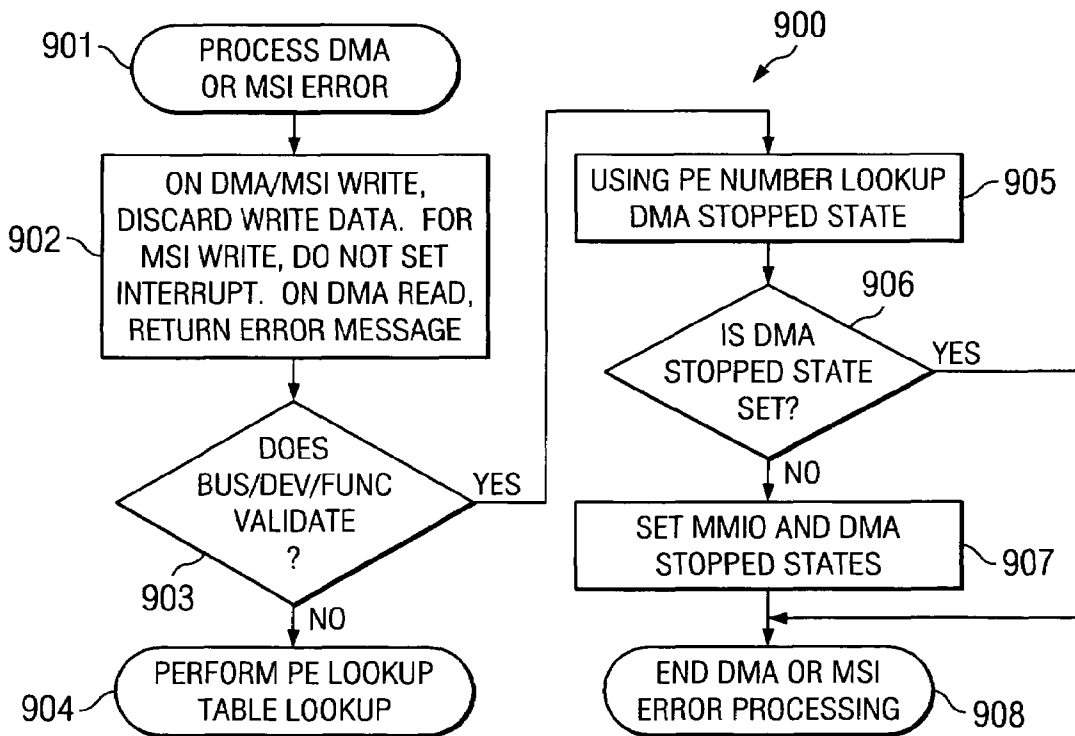 900
901
PROCESS DMA
OR MSI ERROR
902
ON DMA/MSI WRITE,
DISCARD WRITE DATA. FOR
MSI WRITE, DO NOT SET
INTERRUPT. ON DMA READ,
RETURN ERROR MESSAGE
DOES
BUS/DEV/FUNC
VALIDATE
?
903
YES
NO
904
PERFORM PE LOOKUP
TABLE LOOKUP
USING PE NUMBER LOOKUP
DMA STOPPED STATE
905
906
IS DMA
STOPPED STATE
SET?
YES
NO
SET MMIO AND DMA
STOPPED STATES
907
END DMA OR MSI
ERROR PROCESSING
908